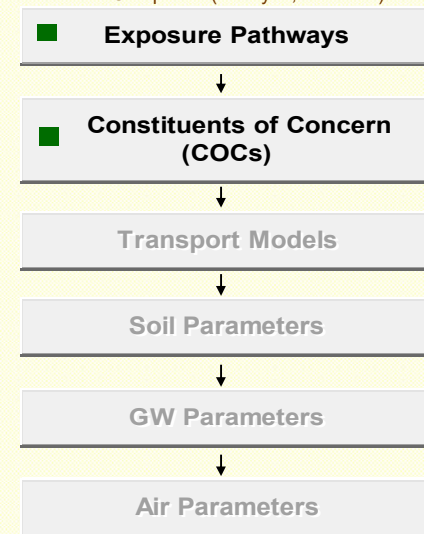 Exposure Pathways
Constituents of Concern
(COCs)
Transport Models
Soil Parameters
GW Parameters
Air Parameters